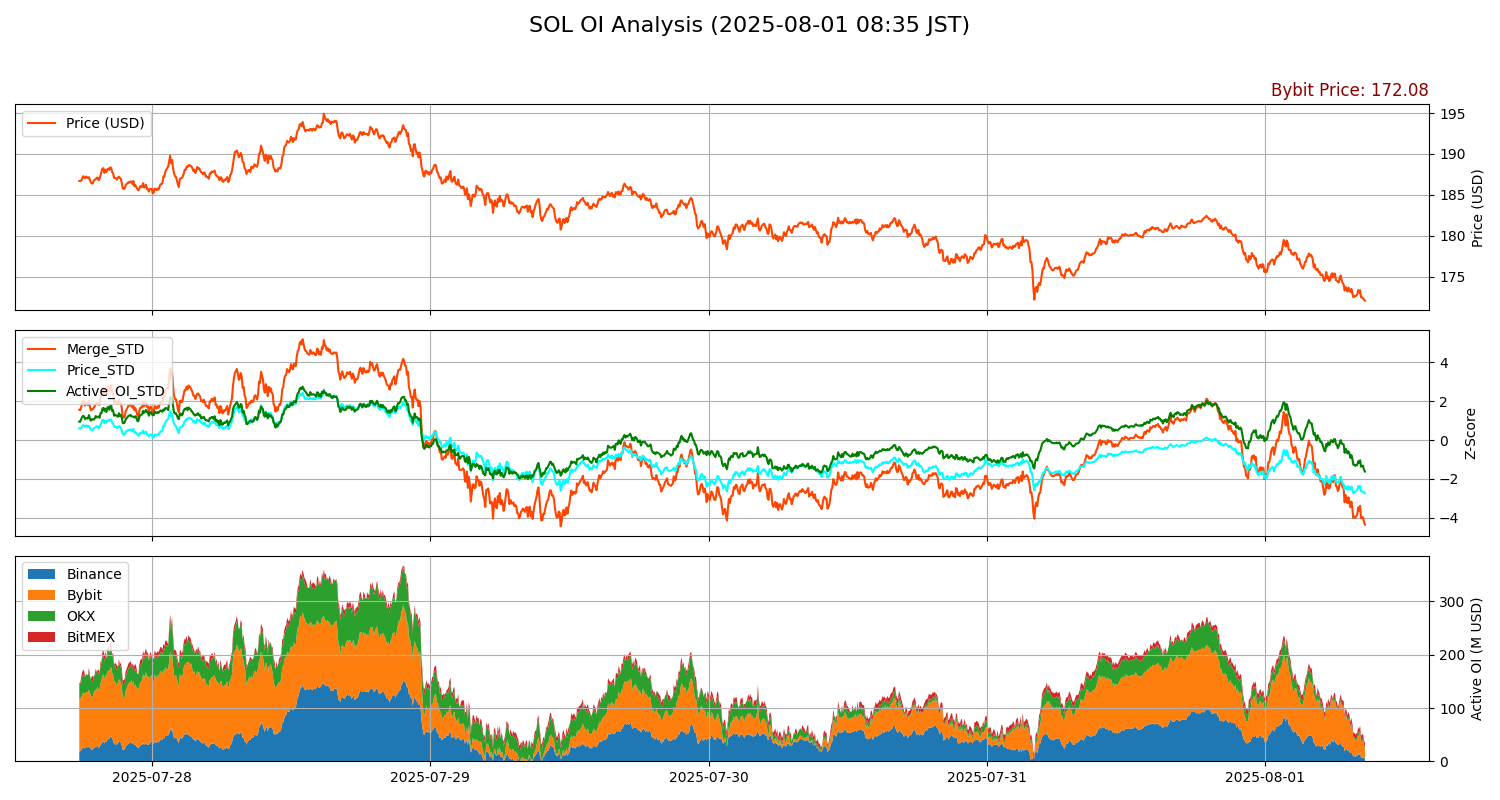 SOL OI Analysis (2025-08-01 08:35 JST)
Bybit Price: 172.08
Price (USD)
195
190
185
180
175
Price (USD)
Merge_STD
Price_STD
Active_OI_STD
4
2
0
−2
−4
Z-Score
Binance
Bybit
OKX
BitMEX
300
200
100
0
Active OI (M USD)
2025-07-28
2025-07-29
2025-07-30
2025-07-31
2025-08-01